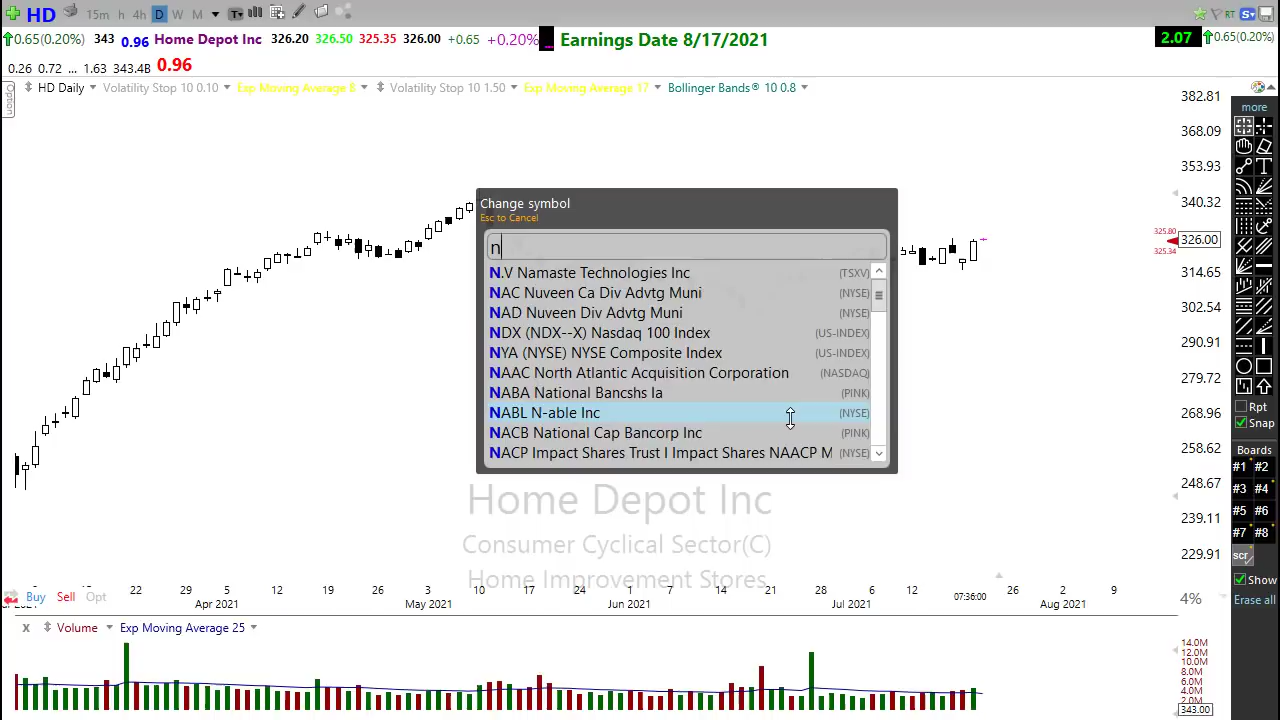 HD 15m h 4h D W M T
0.65(0.20%) 343 0.96 Home Depot Inc 326.20 326.50 325.35 326.00 +0.65 +0.20% ... Earnings Date 8/17/2021 2.07 0.65(0.20%)
RT S
0.26 0.72 ... 1.63 343.4B 0.96
Option
HD Daily Volatility Stop 10 0.10 Exp Moving Average 8 Volatility Stop 10 1.50 Exp Moving Average 17 Bollinger Bands® 10 0.8
382.81
368.09
353.93
340.32
325.80
326.00
325.34
314.65
302.54
290.91
279.72
268.96
258.62
248.67
239.11
229.91
Change symbol
Esc to Cancel
n
N.V Namaste Technologies Inc (TSXV)
NAC Nuveen Ca Div Advtg Muni (NYSE)
NAD Nuveen Div Advtg Muni (NYSE)
NDX (NDX--X) Nasdaq 100 Index (US-INDEX)
NYA (NYSE) NYSE Composite Index (US-INDEX)
NAAC North Atlantic Acquisition Corporation (NASDAQ)
NABA National Bancshs Ia (PINK)
NABL N-able Inc (NYSE)
NACB National Cap Bancorp Inc (PINK)
NACP Impact Shares Trust I Impact Shares NAACP M (NYSE)
Home Depot Inc
Consumer Cyclical Sector(C)
Home Improvement Stores
more
T
Rpt
Snap
Boards
#1 #2
#3 #4
#5 #6
#7 #8
scr
Show
Erase all
22 29 5 12 19 26 3 10 17 24 1 7 14 21 28 6 12 26 2 9
Buy Sell Opt Apr 2021 May 2021 Jun 2021 Jul 2021 07:36:00 Aug 2021 4%
X Volume Exp Moving Average 25
14.0M
12.0M
10.0M
8.0M
6.0M
4.0M
2.0M
343.00